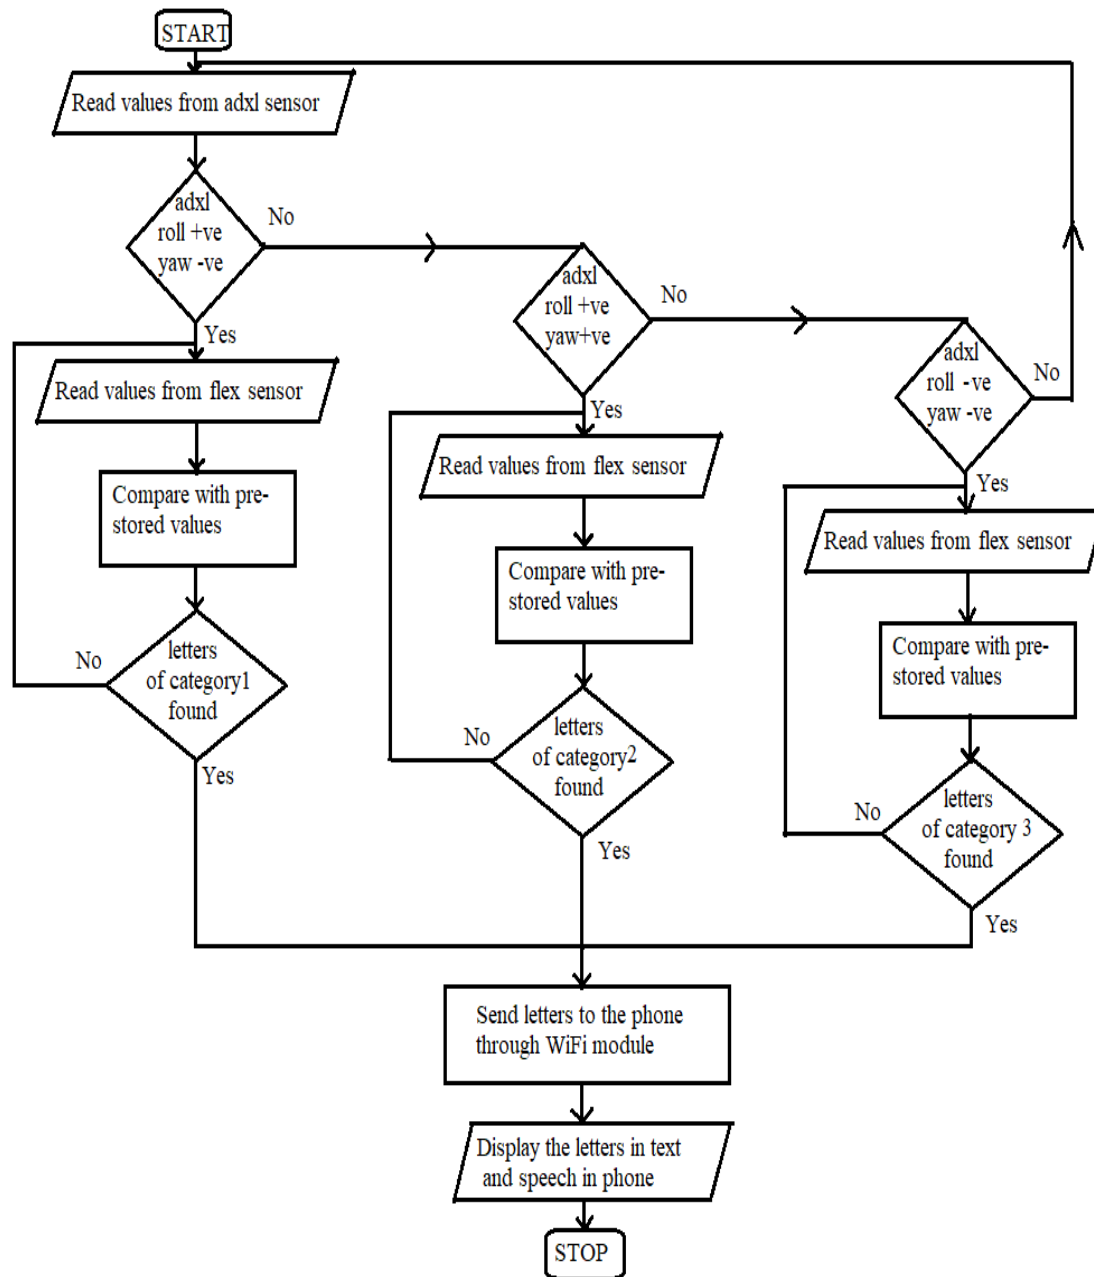 START
Read values from adxl sensor
adxl
roll +ve
yaw -ve
No
Yes
adxl
roll +ve
yaw+ve
No
Yes
adxl
roll -ve
yaw -ve
No
Yes
Read values from flex sensor
Compare with pre-
stored values
letters
of category1
found
No
Yes
Read values from flex sensor
Compare with pre-
stored values
letters
of category2
found
No
Yes
Read values from flex sensor
Compare with pre-
stored values
letters
of category 3
found
No
Yes
Send letters to the phone
through WiFi module
Display the letters in text
and speech in phone
STOP